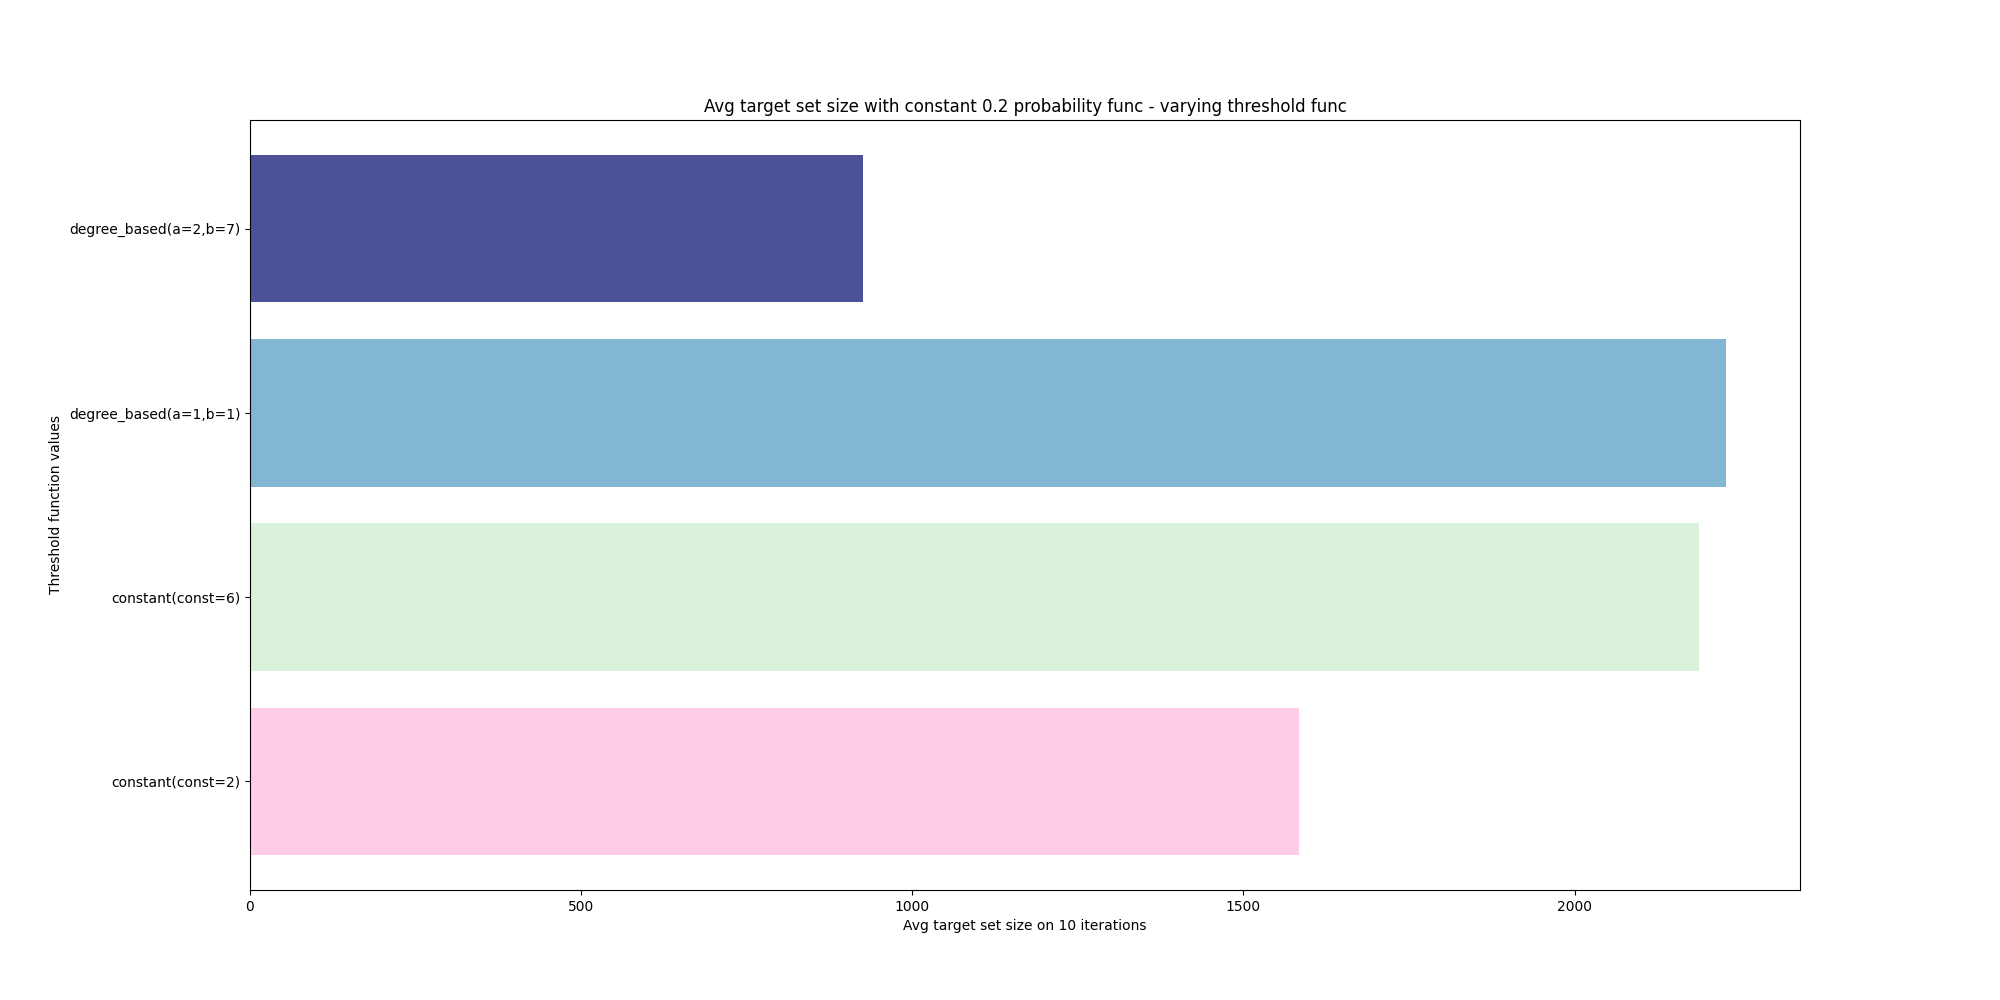 Avg target set size with constant 0.2 probability func - varying threshold func
Threshold function values
degree_based(a=2,b=7)
degree_based(a=1,b=1)
constant(const=6)
constant(const=2)
0 500 1000 1500 2000
Avg target set size on 10 iterations